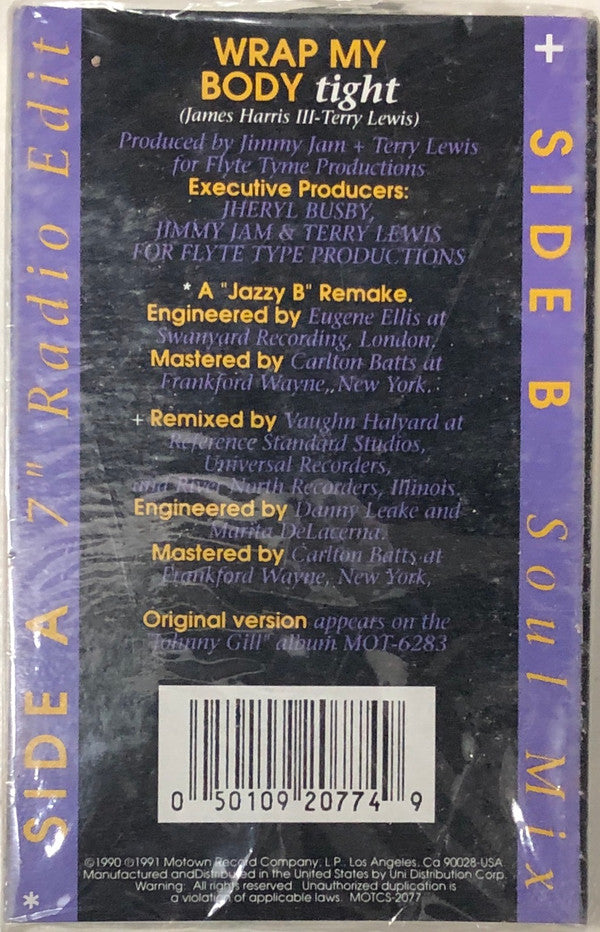 WRAP MY
BODY tight
(James Harris III-Terry Lewis)
Produced by Jimmy Jam + Terry Lewis
for Flyte Tyme Productions
Executive Producers:
JHERYL BUSBY,
JIMMY JAM & TERRY LEWIS
FOR FLYTE TYPE PRODUCTIONS
* A "Jazzy B" Remake.
Engineered by Eugene Ellis at
Swanyard Recording, London,
Mastered by Carlton Batts at
Frankford Wayne,, New York.
+ Remixed by Vaughn Halyard at
Reference Standard Studios,
Universal Recorders,
and River North Recorders, Illinois.
Engineered by Danny Leake and
Marita DeLacerna.
Mastered by Carlton Batts at
Frankford Wayne, New York,
Original version appears on the
"Johnny Gill" album MOT-6283
0 50109 20774 9
©1990 ℗1991 Motown Record Company, L.P., Los Angeles, Ca 90028-USA
Manufactured andDistributed in the United States by Uni Distribution Corp.
Warning: All rights reserved. Unauthorized duplication is
a violation of applicable laws. MOTCS-2077
* SIDE A 7" Radio Edit
+ SIDE B Soul Mix